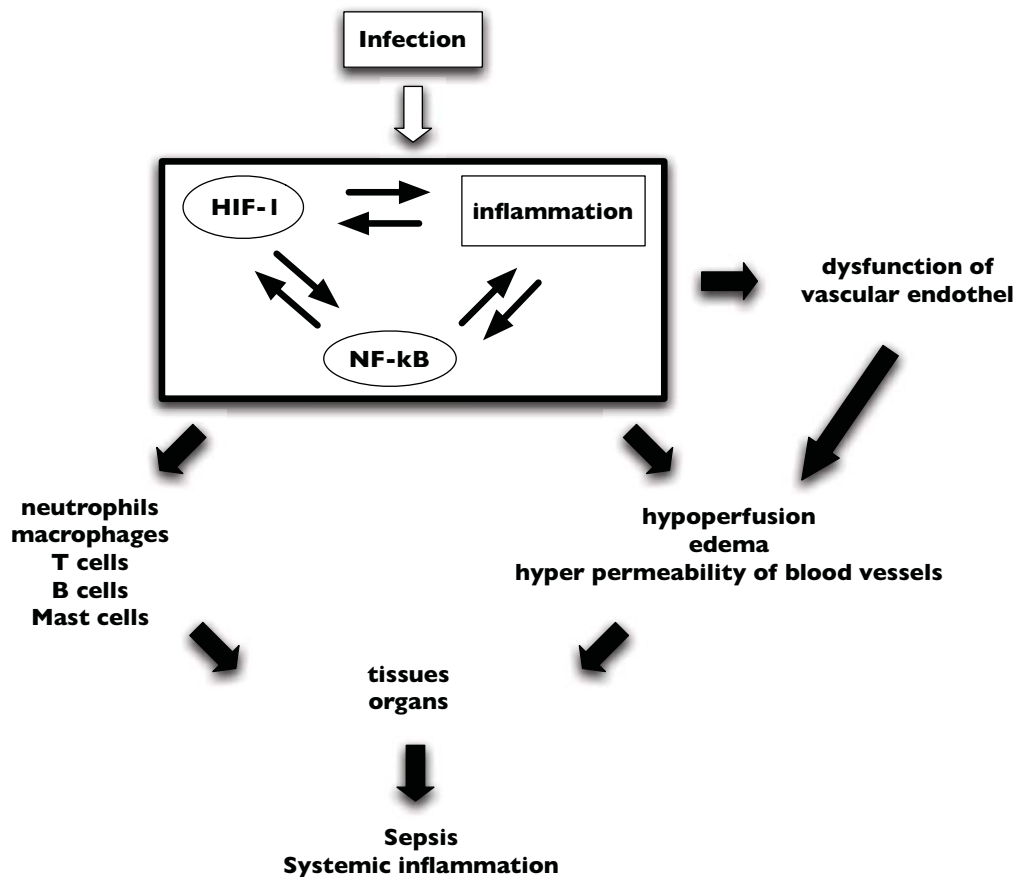 Infection
HIF-1
inflammation
NF-kB
dysfunction of
vascular endothel
neutrophils
macrophages
T cells
B cells
Mast cells
hypoperfusion
edema
hyper permeability of blood vessels
tissues
organs
Sepsis
Systemic inflammation